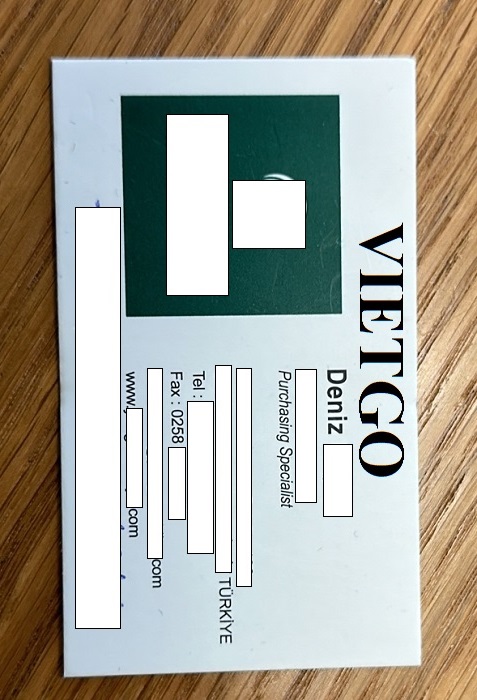 VIETGO
Deniz
Purchasing Specialist
TÜRKİYE
Tel :
Fax : 0258
com
www. com